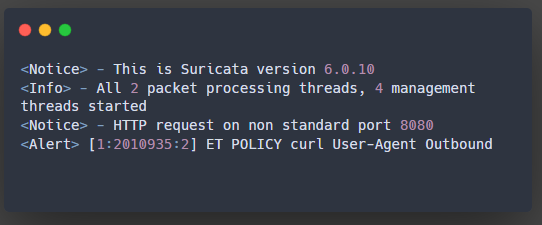 <Notice> - This is Suricata version 6.0.10
<Info> - All 2 packet processing threads, 4 management
threads started
<Notice> - HTTP request on non standard port 8080
<Alert> [1:2010935:2] ET POLICY curl User-Agent Outbound